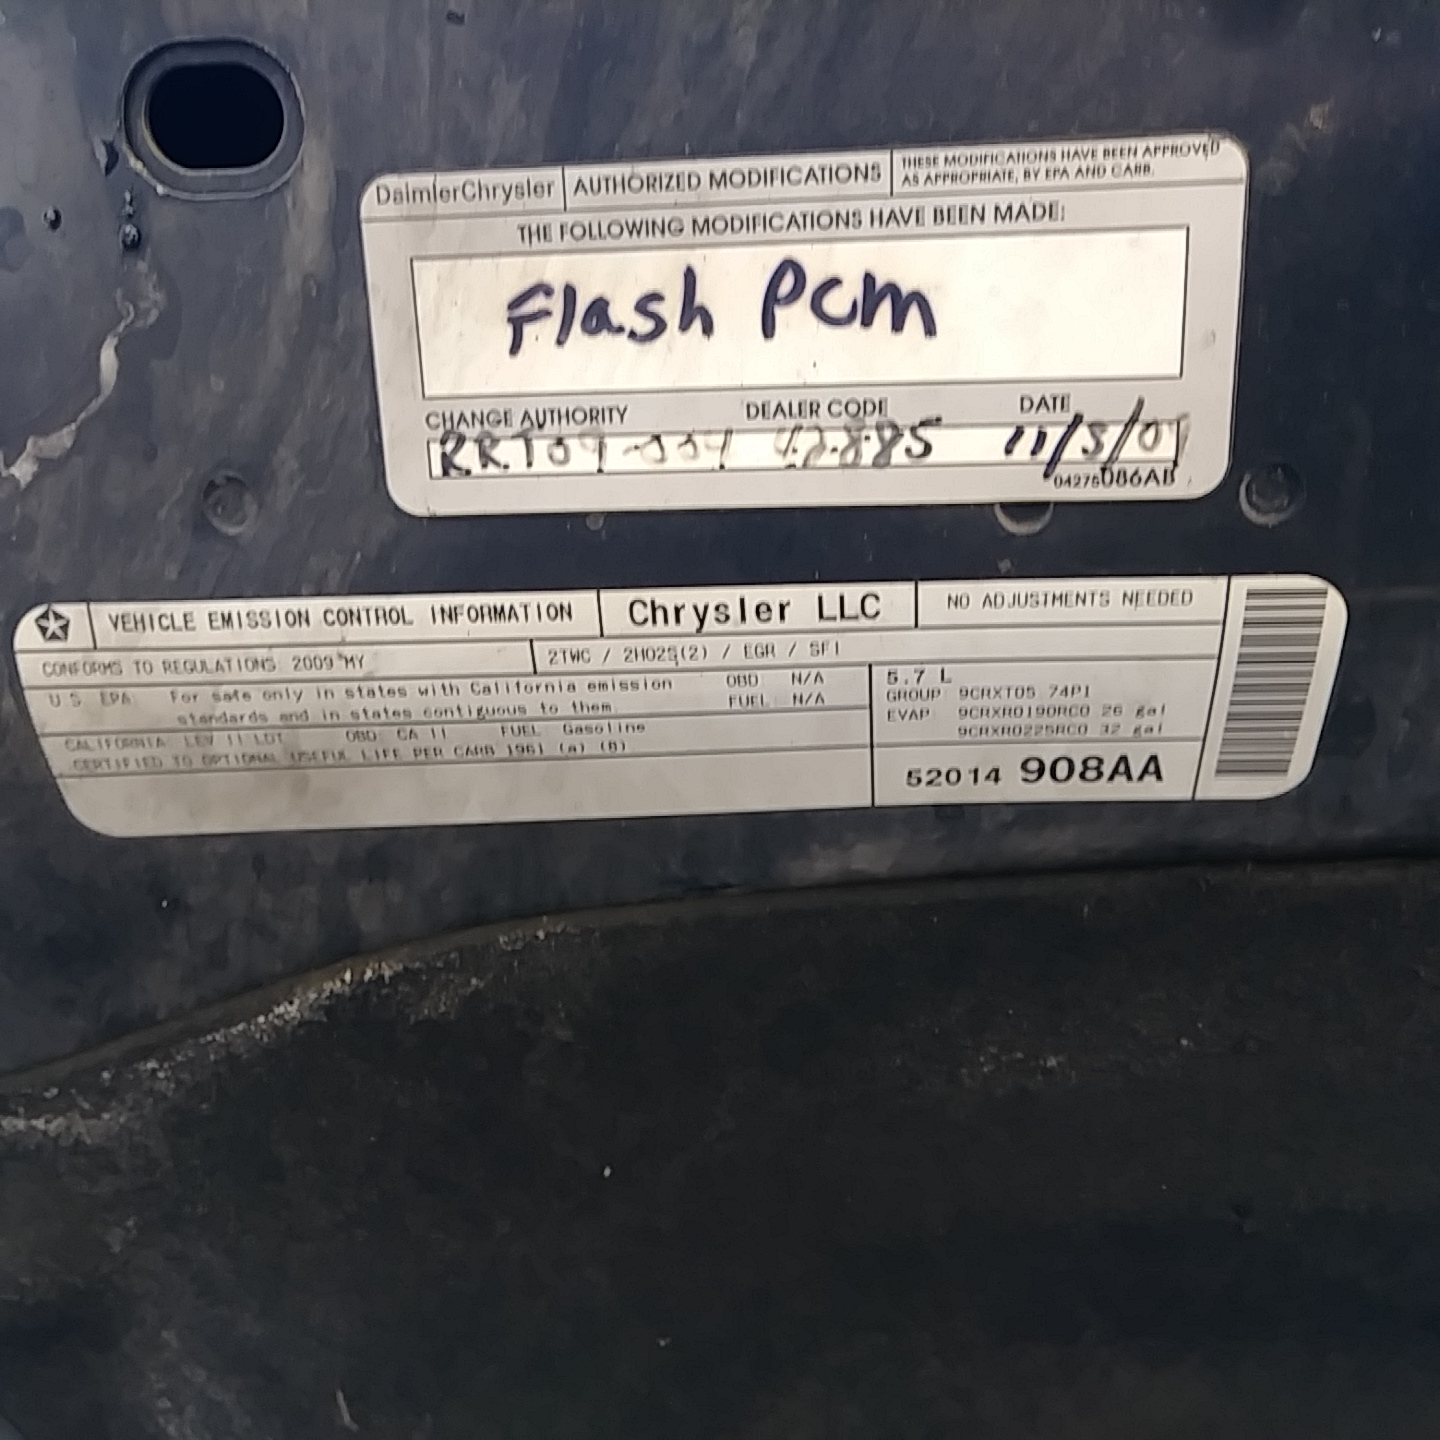 DaimlerChrysler AUTHORIZED MODIFICATIONS THESE MODIFICATIONS HAVE BEEN APPROVED
AS APPROPRIATE, BY EPA AND CARB.
THE FOLLOWING MODIFICATIONS HAVE BEEN MADE:
Flash PCM
CHANGE AUTHORITY DEALER CODE DATE
42885
04275086AB
VEHICLE EMISSION CONTROL INFORMATION Chrysler LLC NO ADJUSTMENTS NEEDED
CONFORMS TO REGULATIONS: 2009 MY 2TWC / 2HO2S(2) / EGR / SFI
U.S. EPA: For sale only in states with California emission OBD: N/A 5.7 L
standards and in states contiguous to them. FUEL: N/A GROUP: 9CRXT05.74P1
CALIFORNIA: LEV II LDT OBD: CA II FUEL: Gasoline EVAP: 9CRXR0190RC0 26 gal
CERTIFIED TO OPTIONAL USEFUL LIFE PER CARB 1961 (a) (8) 9CRXR0225RC0 32 gal
52014 908AA